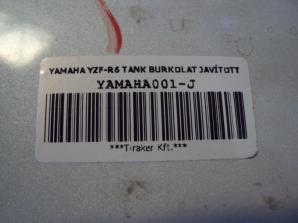 YAMAHA YZF-R6 TANK BURKOLAT JAVÍTOTT
YAMAHA001-J
***Tiraker Kft.***